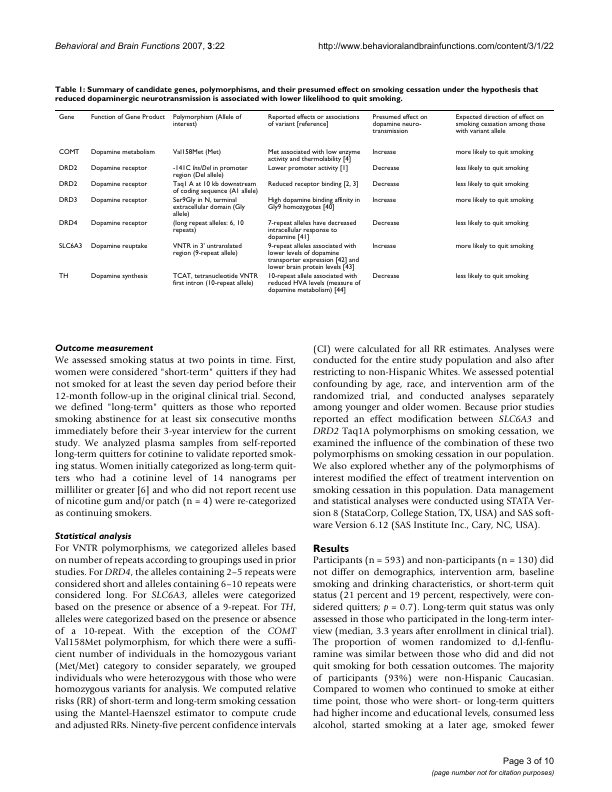 Behavioral and Brain Functions 2007, 3:22
http://www.behavioralandbrainfunctions.com/content/3/1/22
Table 1: Summary of candidate genes, polymorphisms, and their presumed effect on smoking cessation under the hypothesis that
reduced dopaminergic neurotransmission is associated with lower likelihood to quit smoking.
Gene Function of Gene Product Polymorphism (Allele of Reported effects or associations Presumed effect on Expected direction of effect on
interest) of variant [reference] dopamine neuro- smoking cessation among those
transmission with variant allele
COMT Dopamine metabolism Val158Met (Met) Met associated with low enzyme Increase more likely to quit smoking
activity and thermolability [4]
DRD2 Dopamine receptor -141C Ins/Del in promoter Lower promoter activity [1] Decrease less likely to quit smoking
region (Del allele)
DRD2 Dopamine receptor Taq1 A at 10 kb downstream Reduced receptor binding [2, 3] Decrease less likely to quit smoking
of coding sequence (A1 allele)
DRD3 Dopamine receptor Ser9Gly in N, terminal High dopamine binding affinity in Increase more likely to quit smoking
extracellular domain (Gly Gly9 homozygotes [40]
allele)
DRD4 Dopamine receptor (long repeat alleles: 6, 10 7-repeat alleles have decreased Decrease less likely to quit smoking
repeats) intracellular response to
dopamine [41]
SLC6A3 Dopamine reuptake VNTR in 3' untranslated 9-repeat alleles associated with Increase more likely to quit smoking
region (9-repeat allele) lower levels of dopamine
transporter expression [42] and
lower brain protein levels [43]
TH Dopamine synthesis TCAT, tetranucleotide VNTR 10-repeat allele associated with Decrease less likely to quit smoking
first intron (10-repeat allele) reduced HVA levels (measure of
dopamine metabolism) [44]
Outcome measurement
We assessed smoking status at two points in time. First,
women were considered "short-term" quitters if they had
not smoked for at least the seven day period before their
12-month follow-up in the original clinical trial. Second,
we defined "long-term" quitters as those who reported
smoking abstinence for at least six consecutive months
immediately before their 3-year interview for the current
study. We analyzed plasma samples from self-reported
long-term quitters for cotinine to validate reported smok-
ing status. Women initially categorized as long-term quit-
ters who had a cotinine level of 14 nanograms per
milliliter or greater [6] and who did not report recent use
of nicotine gum and/or patch (n = 4) were re-categorized
as continuing smokers.
Statistical analysis
For VNTR polymorphisms, we categorized alleles based
on number of repeats according to groupings used in prior
studies. For DRD4, the alleles containing 2–5 repeats were
considered short and alleles containing 6–10 repeats were
considered long. For SLC6A3, alleles were categorized
based on the presence or absence of a 9-repeat. For TH,
alleles were categorized based on the presence or absence
of a 10-repeat. With the exception of the COMT
Val158Met polymorphism, for which there were a suffi-
cient number of individuals in the homozygous variant
(Met/Met) category to consider separately, we grouped
individuals who were heterozygous with those who were
homozygous variants for analysis. We computed relative
risks (RR) of short-term and long-term smoking cessation
using the Mantel-Haenszel estimator to compute crude
and adjusted RRs. Ninety-five percent confidence intervals
(CI) were calculated for all RR estimates. Analyses were
conducted for the entire study population and also after
restricting to non-Hispanic Whites. We assessed potential
confounding by age, race, and intervention arm of the
randomized trial, and conducted analyses separately
among younger and older women. Because prior studies
reported an effect modification between SLC6A3 and
DRD2 Taq1A polymorphisms on smoking cessation, we
examined the influence of the combination of these two
polymorphisms on smoking cessation in our population.
We also explored whether any of the polymorphisms of
interest modified the effect of treatment intervention on
smoking cessation in this population. Data management
and statistical analyses were conducted using STATA Ver-
sion 8 (StataCorp, College Station, TX, USA) and SAS soft-
ware Version 6.12 (SAS Institute Inc., Cary, NC, USA).
Results
Participants (n = 593) and non-participants (n = 130) did
not differ on demographics, intervention arm, baseline
smoking and drinking characteristics, or short-term quit
status (21 percent and 19 percent, respectively, were con-
sidered quitters; p = 0.7). Long-term quit status was only
assessed in those who participated in the long-term inter-
view (median, 3.3 years after enrollment in clinical trial).
The proportion of women randomized to d,l-fenflu-
ramine was similar between those who did and did not
quit smoking for both cessation outcomes. The majority
of participants (93%) were non-Hispanic Caucasian.
Compared to women who continued to smoke at either
time point, those who were short- or long-term quitters
had higher income and educational levels, consumed less
alcohol, started smoking at a later age, smoked fewer
Page 3 of 10
(page number not for citation purposes)